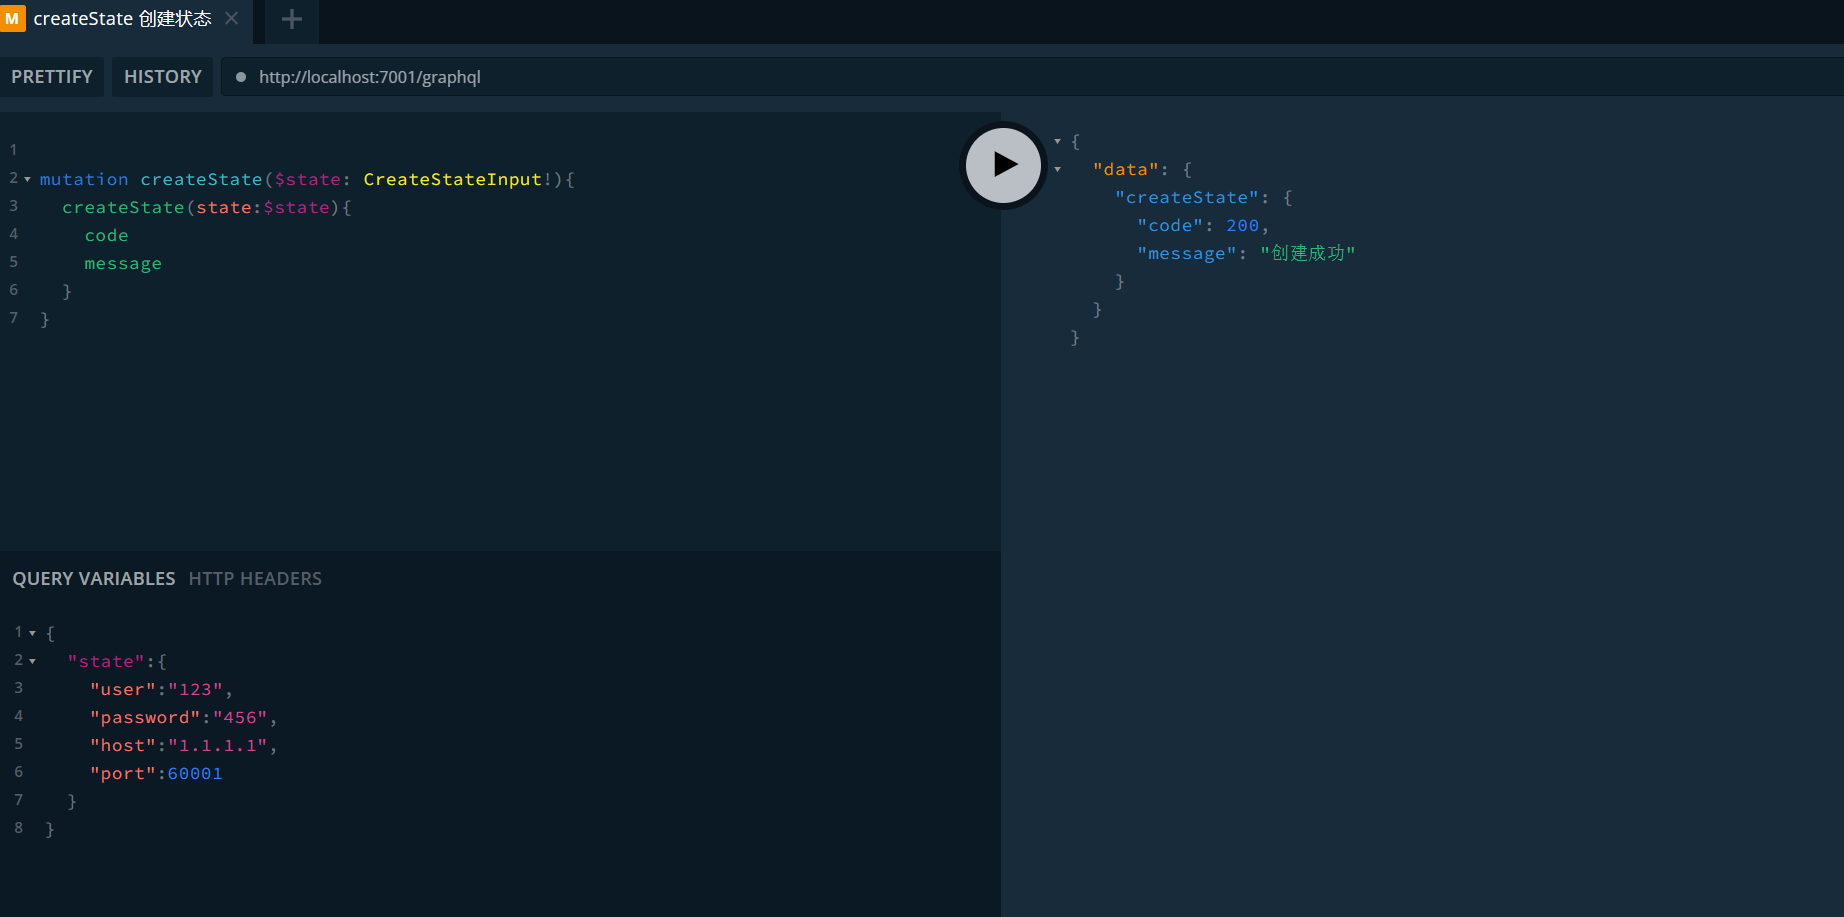 M createState 创建状态
PRETTIFY HISTORY http://localhost:7001/graphql
1
2 mutation createState($state: CreateStateInput!){
3 createState(state:$state){
4 code
5 message
6 }
7 }
{
"data": {
"createState": {
"code": 200,
"message": "创建成功"
}
}
}
QUERY VARIABLES HTTP HEADERS
1 {
2 "state":{
3 "user":"123",
4 "password":"456",
5 "host":"1.1.1.1",
6 "port":60001
7 }
8 }